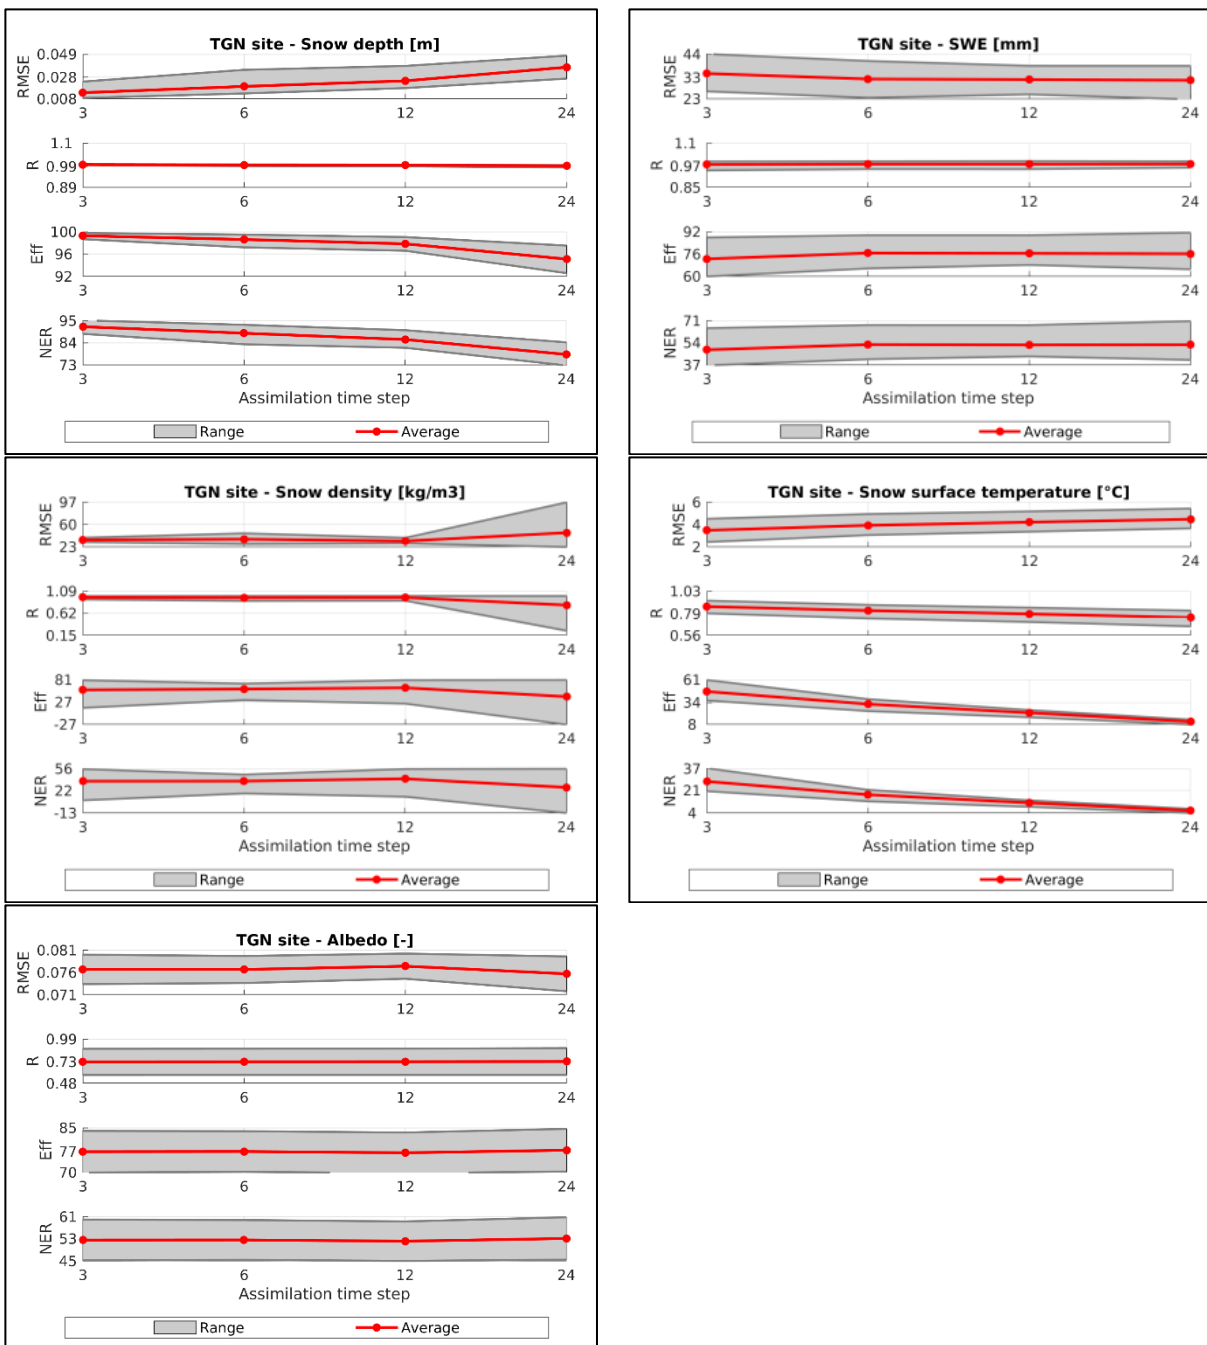 TGN site - Snow depth [m]
RMSE
0.049
0.028
0.008
3 6 12 24
R
1.1
0.99
0.89
3 6 12 24
Eff
100
96
92
3 6 12 24
NER
95
84
73
3 6 12 24
Assimilation time step
Range Average
TGN site - SWE [mm]
RMSE
44
33
23
3 6 12 24
R
1.1
0.97
0.85
3 6 12 24
Eff
92
76
60
3 6 12 24
NER
71
54
37
3 6 12 24
Assimilation time step
Range Average
TGN site - Snow density [kg/m3]
RMSE
97
60
23
3 6 12 24
R
1.09
0.62
0.15
3 6 12 24
Eff
81
27
-27
3 6 12 24
NER
56
22
-13
3 6 12 24
Assimilation time step
Range Average
TGN site - Snow surface temperature [°C]
RMSE
6
4
2
3 6 12 24
R
1.03
0.79
0.56
3 6 12 24
Eff
61
34
8
3 6 12 24
NER
37
21
4
3 6 12 24
Assimilation time step
Range Average
TGN site - Albedo [-]
RMSE
0.081
0.076
0.071
3 6 12 24
R
0.99
0.73
0.48
3 6 12 24
Eff
85
77
70
3 6 12 24
NER
61
53
45
3 6 12 24
Assimilation time step
Range Average